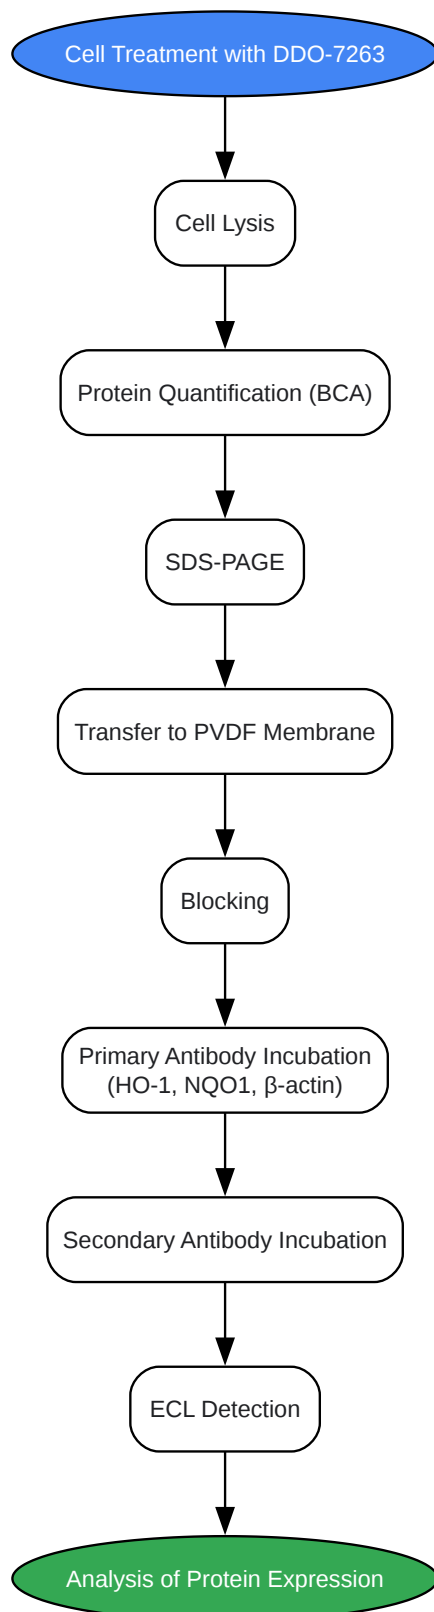 Cell Treatment with DDO-7263
Cell Lysis
Protein Quantification (BCA)
SDS-PAGE
Transfer to PVDF Membrane
Blocking
Primary Antibody Incubation
(HO-1, NQO1, β-actin)
Secondary Antibody Incubation
ECL Detection
Analysis of Protein Expression